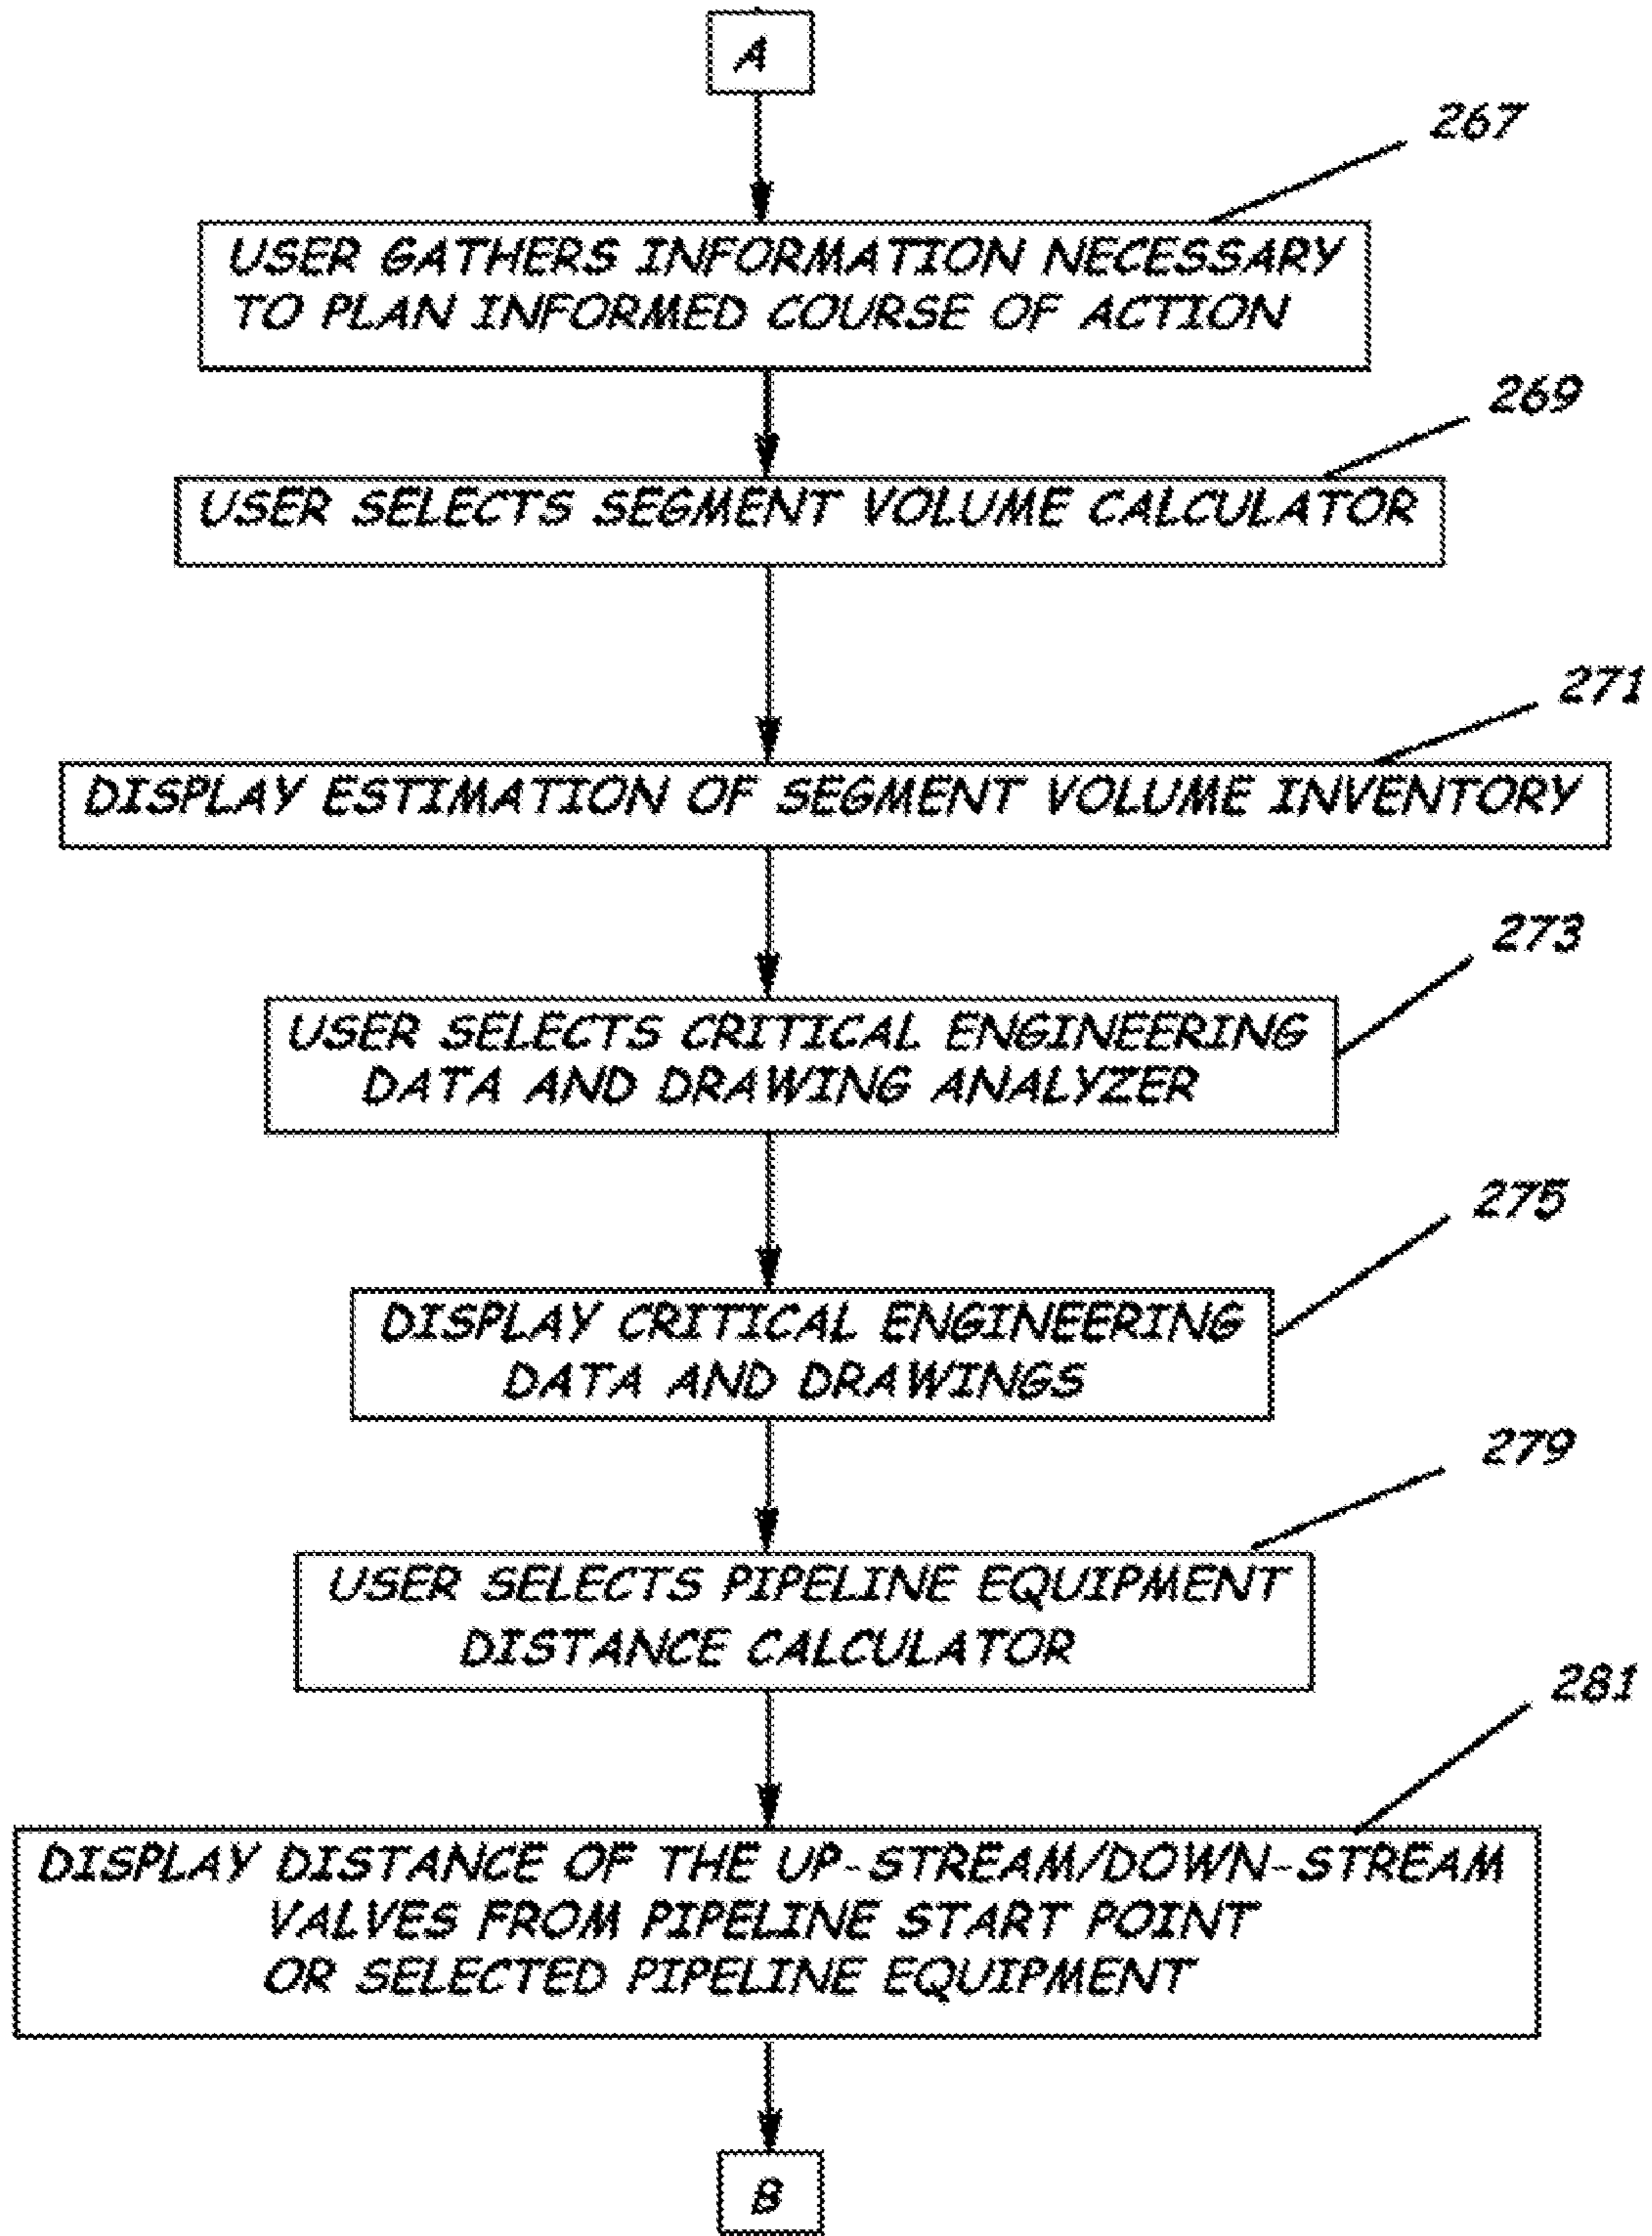 A
267
USER GATHERS INFORMATION NECESSARY
TO PLAN INFORMED COURSE OF ACTION
269
USER SELECTS SEGMENT VOLUME CALCULATOR
271
DISPLAY ESTIMATION OF SEGMENT VOLUME INVENTORY
273
USER SELECTS CRITICAL ENGINEERING
DATA AND DRAWING ANALYZER
275
DISPLAY CRITICAL ENGINEERING
DATA AND DRAWINGS
279
USER SELECTS PIPELINE EQUIPMENT
DISTANCE CALCULATOR
281
DISPLAY DISTANCE OF THE UP-STREAM/DOWN-STREAM
VALVES FROM PIPELINE START POINT
OR SELECTED PIPELINE EQUIPMENT
B